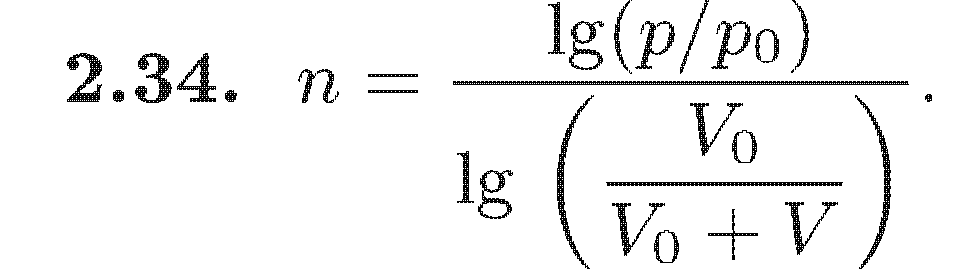 2.34. n = lg(p/p₀) / lg (V₀ / (V₀ + V)).